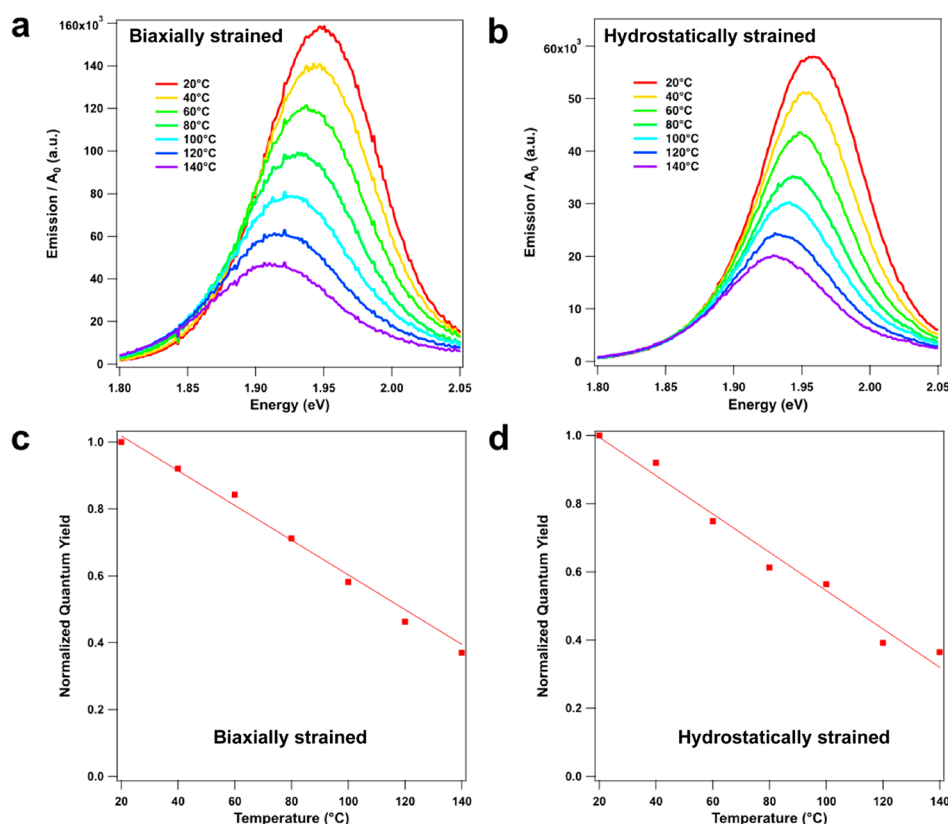 a
Biaxially strained
160x10³
140
120
100
80
60
40
20
0
Emission / A₀ (a.u.)
20°C
40°C
60°C
80°C
100°C
120°C
140°C
1.80
1.85
1.90
1.95
2.00
2.05
Energy (eV)
b
Hydrostatically strained
60x10³
50
40
30
20
10
0
Emission / A₀ (a.u.)
20°C
40°C
60°C
80°C
100°C
120°C
140°C
1.80
1.85
1.90
1.95
2.00
2.05
Energy (eV)
c
1.0
0.8
0.6
0.4
0.2
0.0
Normalized Quantum Yield
Biaxially strained
20
40
60
80
100
120
140
Temperature (°C)
d
1.0
0.8
0.6
0.4
0.2
0.0
Normalized Quantum Yield
Hydrostatically strained
20
40
60
80
100
120
140
Temperature (°C)